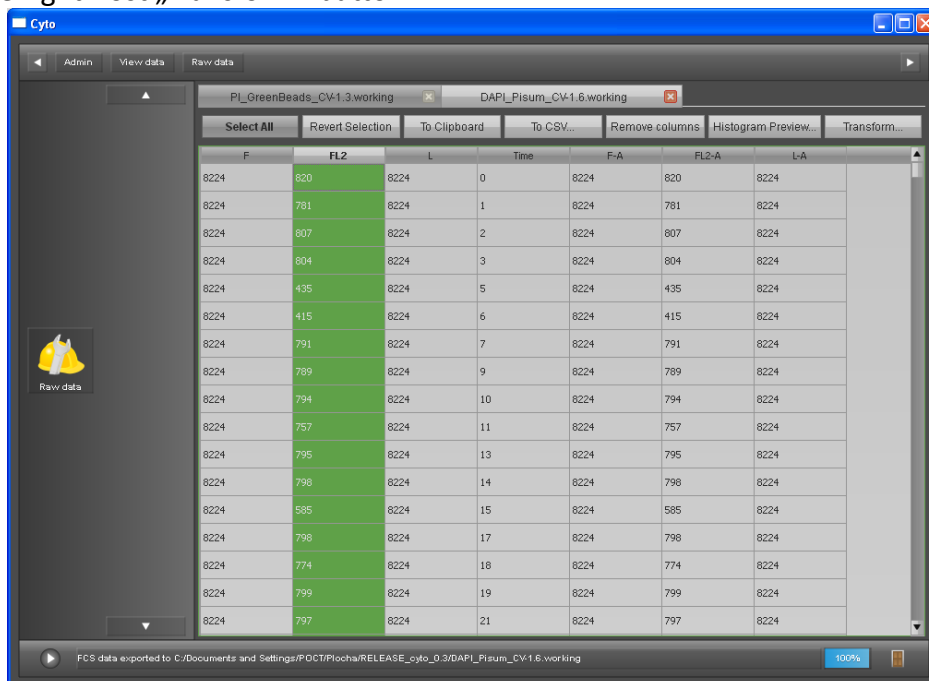 Cyto
Admin View data Raw data
PI_GreenBeads_CV-1.3.working DAPI_Pisum_CV-1.6.working
Select All Revert Selection To Clipboard To CSV... Remove columns Histogram Preview... Transform...
F FL2 L Time F-A FL2-A L-A
8224 820 8224 0 8224 820 8224
8224 781 8224 1 8224 781 8224
8224 807 8224 2 8224 807 8224
8224 804 8224 3 8224 804 8224
8224 435 8224 5 8224 435 8224
8224 415 8224 6 8224 415 8224
8224 791 8224 7 8224 791 8224
8224 789 8224 9 8224 789 8224
8224 794 8224 10 8224 794 8224
8224 757 8224 11 8224 757 8224
8224 795 8224 13 8224 795 8224
8224 798 8224 14 8224 798 8224
8224 585 8224 15 8224 585 8224
8224 798 8224 17 8224 798 8224
8224 774 8224 18 8224 774 8224
8224 799 8224 19 8224 799 8224
8224 797 8224 21 8224 797 8224
Raw data
FCS data exported to C:/Documents and Settings/POCT/Plocha/RELEASE_cyto_0.3/DAPI_Pisum_CV-1.6.working 100%